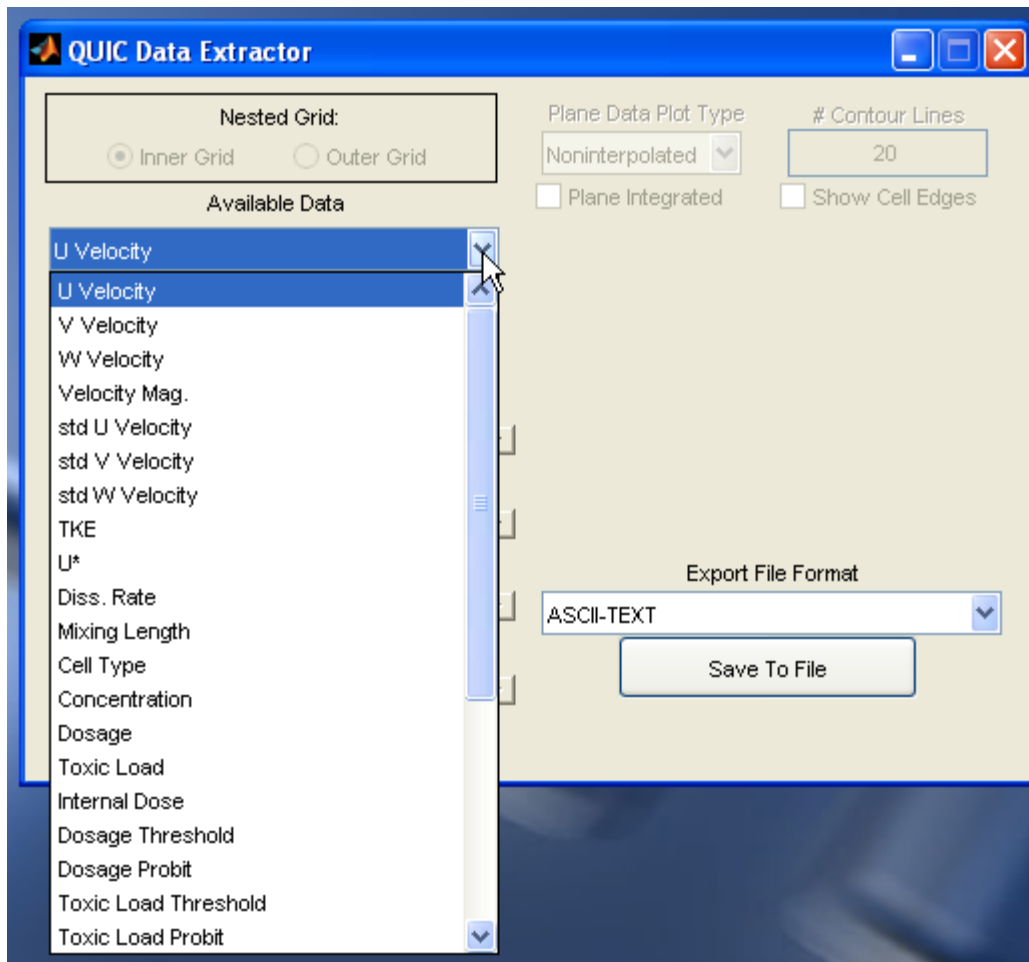 QUIC Data Extractor
Nested Grid:
Inner Grid
Outer Grid
Plane Data Plot Type
# Contour Lines
Noninterpolated
20
Plane Integrated
Show Cell Edges
Available Data
U Velocity
U Velocity
V Velocity
W Velocity
Velocity Mag.
std U Velocity
std V Velocity
std W Velocity
TKE
U*
Diss. Rate
Mixing Length
Cell Type
Concentration
Dosage
Toxic Load
Internal Dose
Dosage Threshold
Dosage Probit
Toxic Load Threshold
Toxic Load Probit
Export File Format
ASCII-TEXT
Save To File